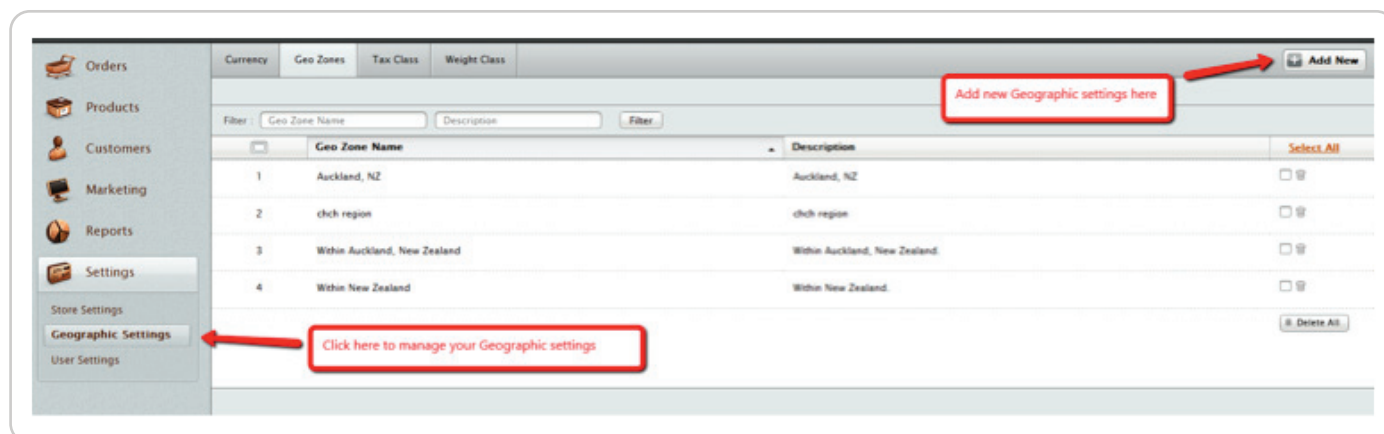 Orders
Products
Customers
Marketing
Reports
Settings
Store Settings
Geographic Settings
User Settings
Currency Geo Zones Tax Class Weight Class
Add New
Add new Geographic settings here
Filter : Geo Zone Name Description Filter
Geo Zone Name Description Select All
1 Auckland, NZ Auckland, NZ
2 chch region chch region
3 Within Auckland, New Zealand Within Auckland, New Zealand.
4 Within New Zealand Within New Zealand.
Delete All
Click here to manage your Geographic settings